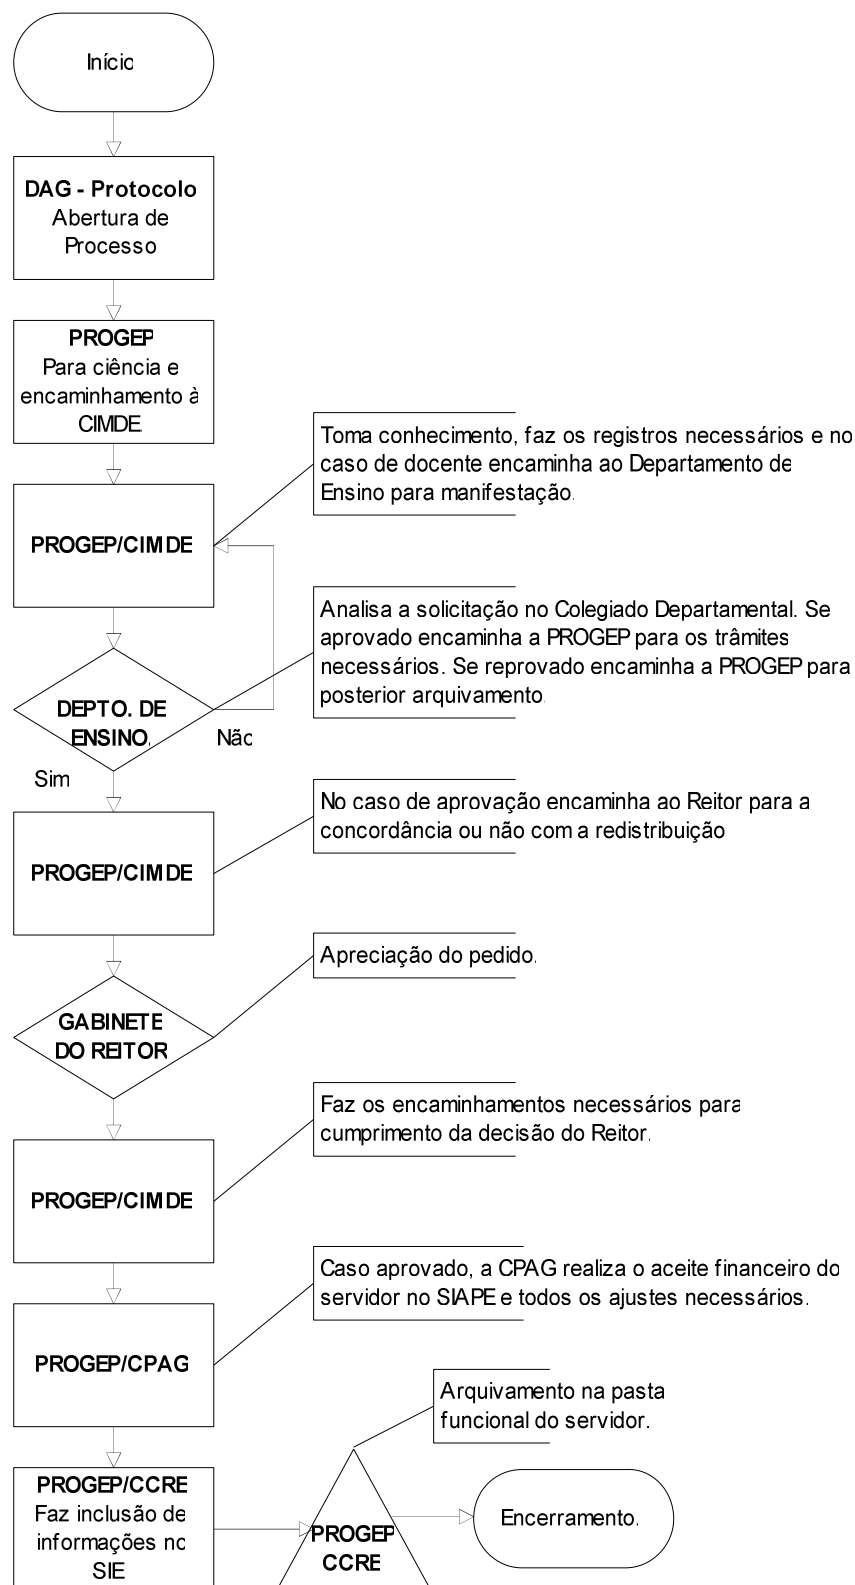 Início
DAG - Protocolo
Abertura de
Processo
PROGEP
Para ciência e
encaminhamento à
CIMDE
Toma conhecimento, faz os registros necessários e no
caso de docente encaminha ao Departamento de
Ensino para manifestação.
PROGEP/CIMDE
Analisa a solicitação no Colegiado Departamental. Se
aprovado encaminha a PROGEP para os trâmites
necessários. Se reprovado encaminha a PROGEP para
posterior arquivamento.
DEPTO. DE
ENSINO.
Não
Sim
No caso de aprovação encaminha ao Reitor para a
concordância ou não com a redistribuição
PROGEP/CIMDE
Apreciação do pedido.
GABINETE
DO REITOR
Faz os encaminhamentos necessários para
cumprimento da decisão do Reitor.
PROGEP/CIMDE
Caso aprovado, a CPAG realiza o aceite financeiro do
servidor no SIAPE e todos os ajustes necessários.
PROGEP/CPAG
Arquivamento na pasta
funcional do servidor.
PROGEP/CCRE
Faz inclusão de
informações no
SIE
PROGEP
CCRE
Encerramento.